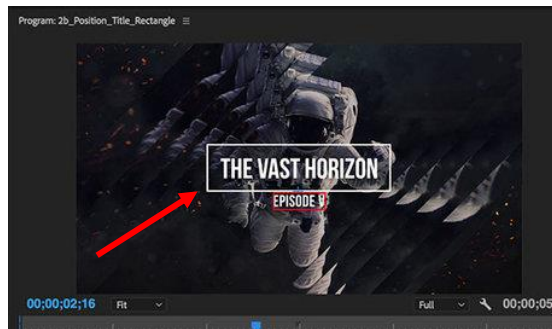 Program: 2b_Position_Title_Rectangle
THE VAST HORIZON
EPISODE 9
00;00;02;16 Fit Full 00;00;05